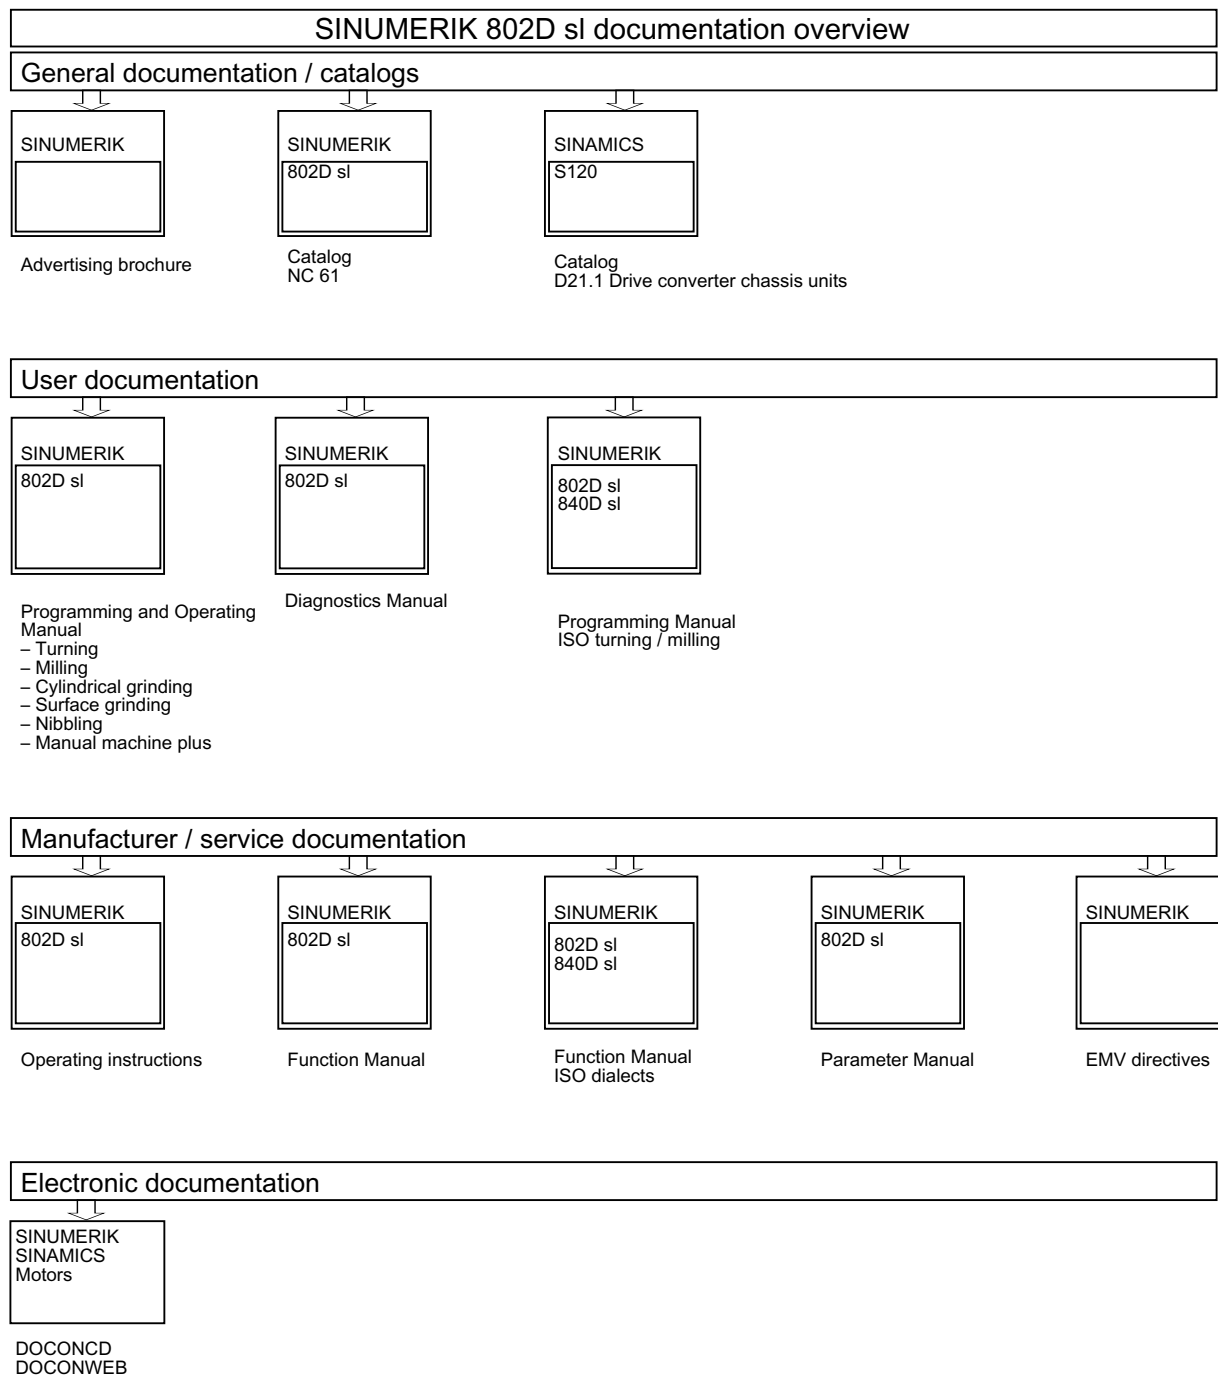 SINUMERIK 802D sl documentation overview
General documentation / catalogs
SINUMERIK
Advertising brochure
SINUMERIK
802D sl
Catalog
NC 61
SINAMICS
S120
Catalog
D21.1 Drive converter chassis units
User documentation
SINUMERIK
802D sl
Programming and Operating
Manual
– Turning
– Milling
– Cylindrical grinding
– Surface grinding
– Nibbling
– Manual machine plus
SINUMERIK
802D sl
Diagnostics Manual
SINUMERIK
802D sl
840D sl
Programming Manual
ISO turning / milling
Manufacturer / service documentation
SINUMERIK
802D sl
Operating instructions
SINUMERIK
802D sl
Function Manual
SINUMERIK
802D sl
840D sl
Function Manual
ISO dialects
SINUMERIK
802D sl
Parameter Manual
SINUMERIK
EMV directives
Electronic documentation
SINUMERIK
SINAMICS
Motors
DOCONCD
DOCONWEB